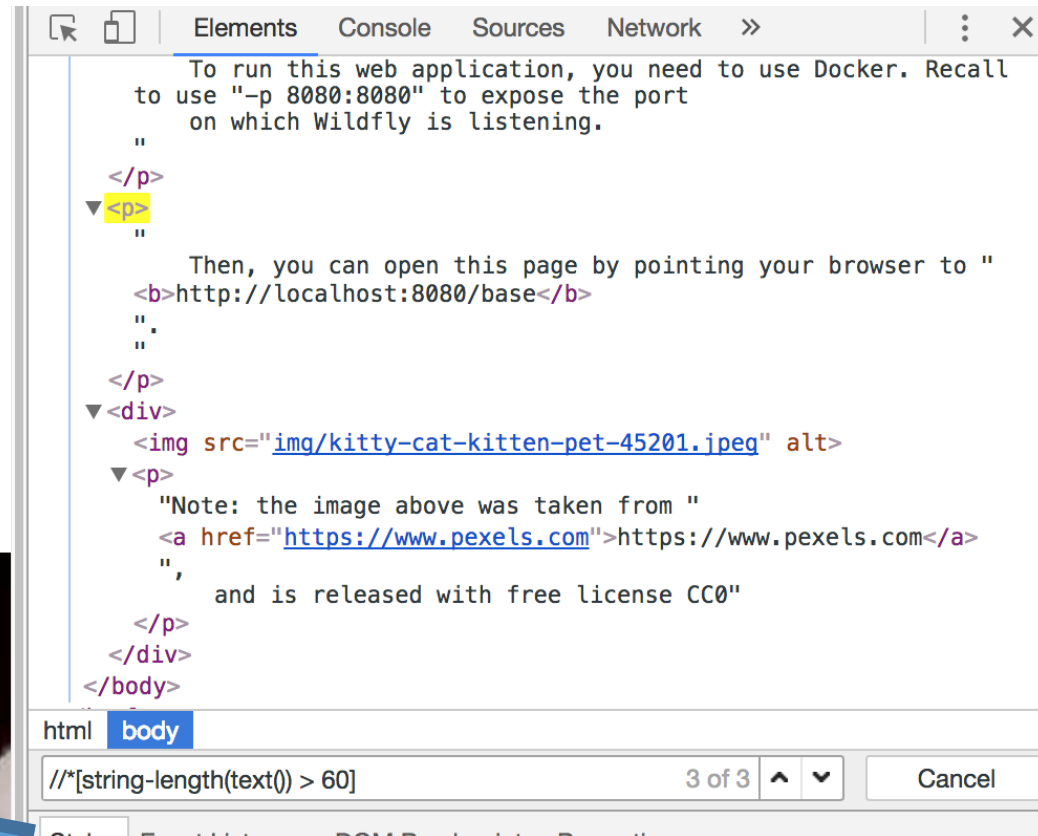 Elements Console Sources Network »
To run this web application, you need to use Docker. Recall
to use "-p 8080:8080" to expose the port
on which Wildfly is listening.
"
</p>
▼<p>
"
Then, you can open this page by pointing your browser to "
<b>http://localhost:8080/base</b>
".
"
</p>
▼<div>
<img src="img/kitty-cat-kitten-pet-45201.jpeg" alt>
▼<p>
"Note: the image above was taken from "
<a href="https://www.pexels.com">https://www.pexels.com</a>
",
and is released with free license CC0"
</p>
</div>
</body>
html body
//*[string-length(text()) > 60] 3 of 3 Cancel